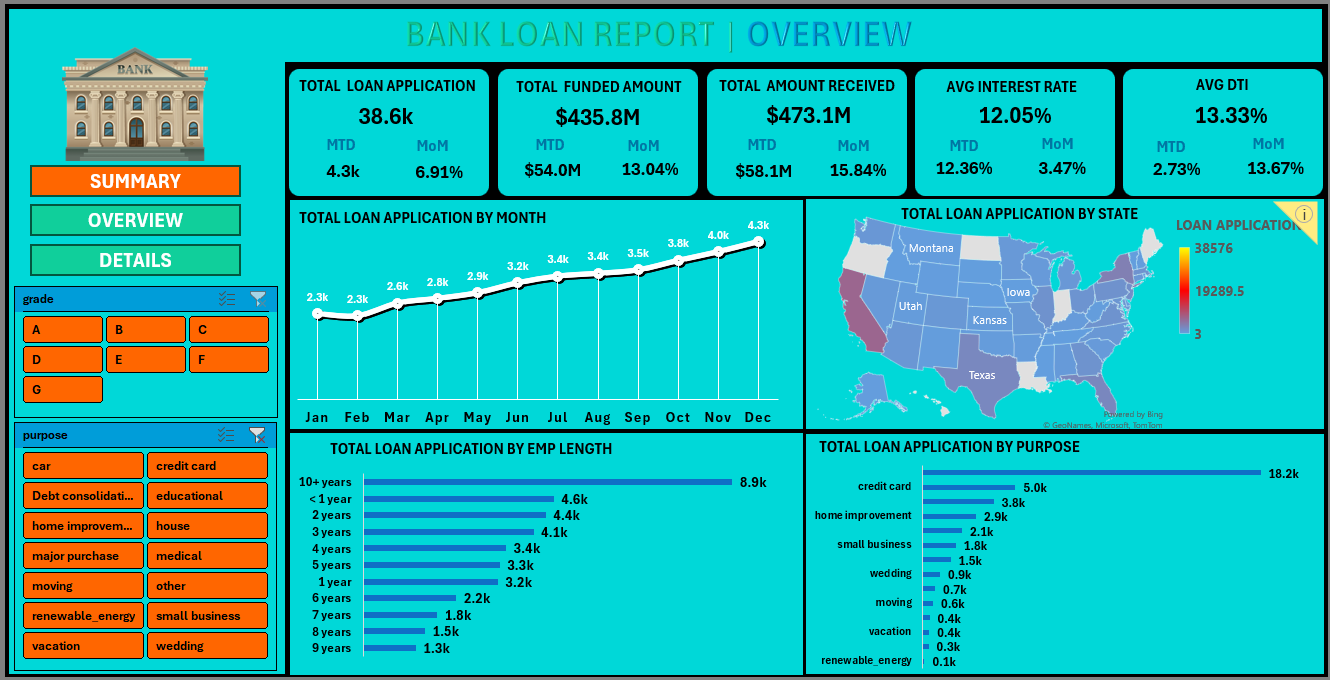 BANK LOAN REPORT | OVERVIEW
BANK
SUMMARY
OVERVIEW
DETAILS
grade
A
B
C
D
E
F
G
purpose
car
credit card
Debt consolidati...
educational
home improvem...
house
major purchase
medical
moving
other
renewable_energy
small business
vacation
wedding
TOTAL LOAN APPLICATION
38.6k
MTD
MoM
4.3k
6.91%
TOTAL FUNDED AMOUNT
$435.8M
MTD
MoM
$54.0M
13.04%
TOTAL AMOUNT RECEIVED
$473.1M
MTD
MoM
$58.1M
15.84%
AVG INTEREST RATE
12.05%
MTD
MoM
12.36%
3.47%
AVG DTI
13.33%
MTD
MoM
2.73%
13.67%
TOTAL LOAN APPLICATION BY MONTH
2.3k
2.3k
2.6k
2.8k
2.9k
3.2k
3.4k
3.4k
3.5k
3.8k
4.0k
4.3k
Jan Feb Mar Apr May Jun Jul Aug Sep Oct Nov Dec
TOTAL LOAN APPLICATION BY STATE
LOAN APPLICATION
38576
19289.5
3
Montana
Iowa
Utah
Kansas
Texas
Powered by Bing
© GeoNames, Microsoft, TomTom
TOTAL LOAN APPLICATION BY EMP LENGTH
10+ years 8.9k
< 1 year 4.6k
2 years 4.4k
3 years 4.1k
4 years 3.4k
5 years 3.3k
1 year 3.2k
6 years 2.2k
7 years 1.8k
8 years 1.5k
9 years 1.3k
TOTAL LOAN APPLICATION BY PURPOSE
18.2k
credit card 5.0k
3.8k
home improvement 2.9k
2.1k
small business 1.8k
1.5k
wedding 0.9k
0.7k
moving 0.6k
0.4k
vacation 0.4k
0.3k
renewable_energy 0.1k